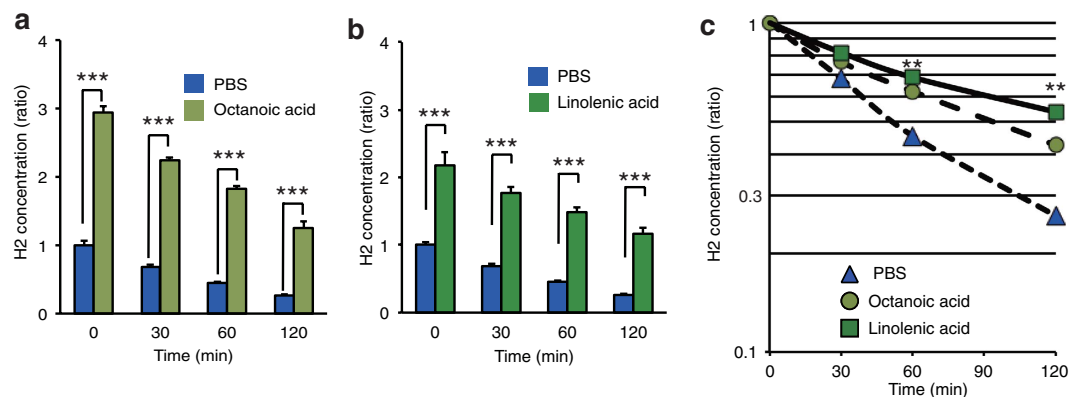 a
H2 concentration (ratio)
4
3
2
1
0
***
***
***
***
PBS
Octanoic acid
0 30 60 120
Time (min)
b
H2 concentration (ratio)
4
3
2
1
0
***
***
***
***
PBS
Linolenic acid
0 30 60 120
Time (min)
c
H2 concentration (ratio)
1
0.3
0.1
**
**
PBS
Octanoic acid
Linolenic acid
0 30 60 90 120
Time (min)